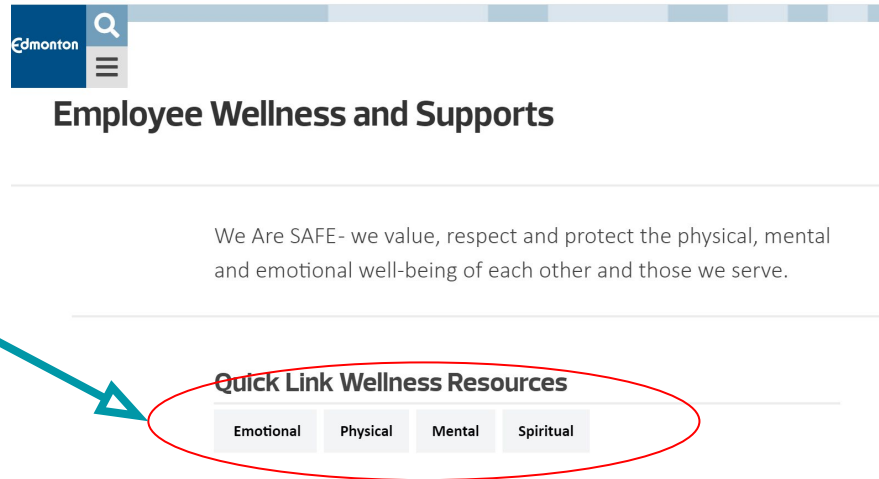 Edmonton
Employee Wellness and Supports
We Are SAFE- we value, respect and protect the physical, mental
and emotional well-being of each other and those we serve.
Quick Link Wellness Resources
Emotional Physical Mental Spiritual